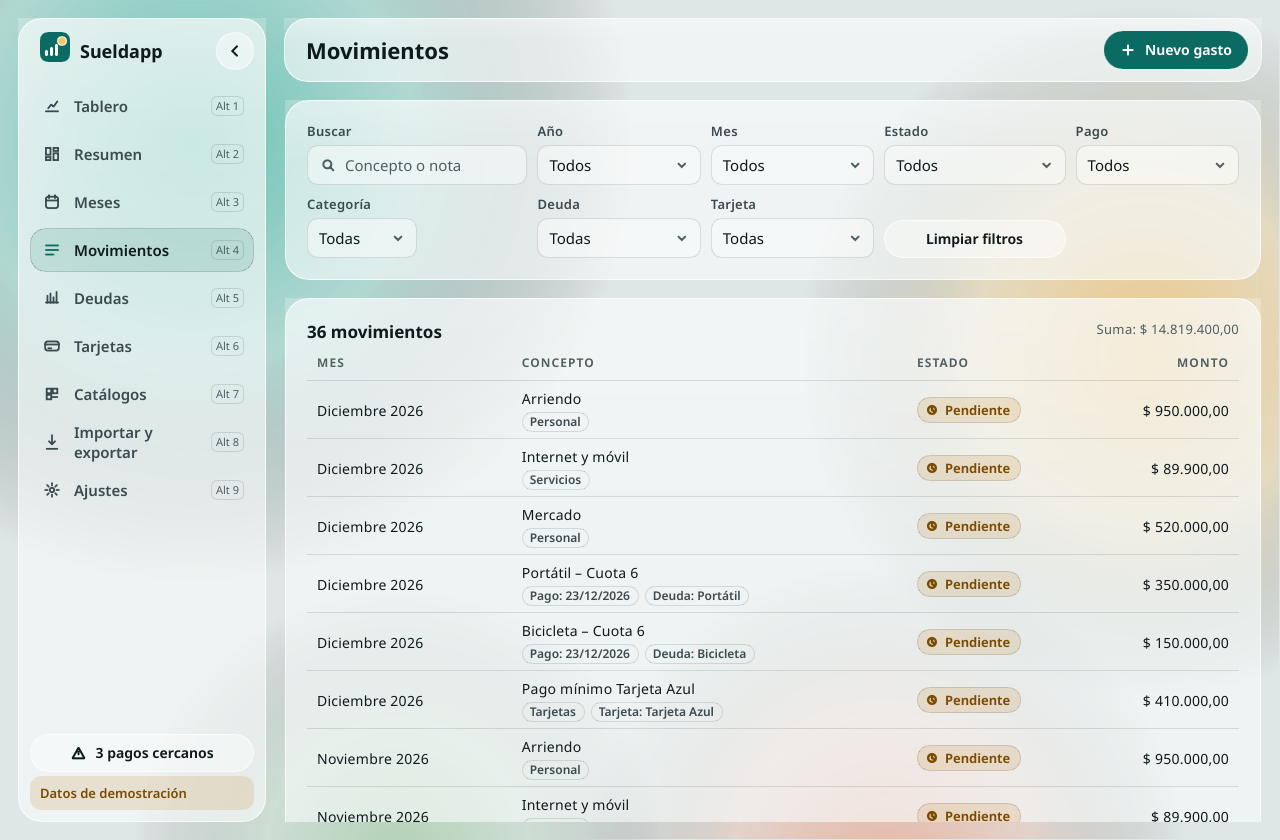 Sueldapp
Tablero Alt 1
Resumen Alt 2
Meses Alt 3
Movimientos Alt 4
Deudas Alt 5
Tarjetas Alt 6
Catálogos Alt 7
Importar y
exportar Alt 8
Ajustes Alt 9
3 pagos cercanos
Datos de demostración
Movimientos
Nuevo gasto
Buscar Año Mes Estado Pago
Concepto o nota Todos Todos Todos Todos
Categoría Deuda Tarjeta
Todas Todas Todas Limpiar filtros
36 movimientos Suma: $ 14.819.400,00
MES CONCEPTO ESTADO MONTO
Diciembre 2026 Arriendo Pendiente $ 950.000,00
Personal
Diciembre 2026 Internet y móvil Pendiente $ 89.900,00
Servicios
Diciembre 2026 Mercado Pendiente $ 520.000,00
Personal
Diciembre 2026 Portátil – Cuota 6 Pendiente $ 350.000,00
Pago: 23/12/2026 Deuda: Portátil
Diciembre 2026 Bicicleta – Cuota 6 Pendiente $ 150.000,00
Pago: 23/12/2026 Deuda: Bicicleta
Diciembre 2026 Pago mínimo Tarjeta Azul Pendiente $ 410.000,00
Tarjetas Tarjeta: Tarjeta Azul
Noviembre 2026 Arriendo Pendiente $ 950.000,00
Personal
Noviembre 2026 Internet y móvil Pendiente $ 89.900,00